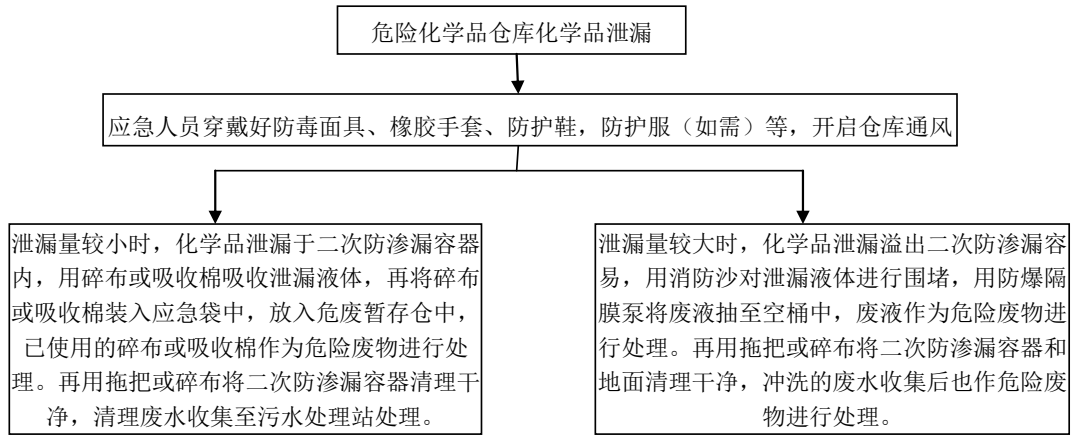 危险化学品仓库化学品泄漏
应急人员穿戴好防毒面具、橡胶手套、防护鞋，防护服（如需）等，开启仓库通风
泄漏量较小时，化学品泄漏于二次防渗漏容器
内，用碎布或吸收棉吸收泄漏液体，再将碎布
或吸收棉装入应急袋中，放入危废暂存仓中，
已使用的碎布或吸收棉作为危险废物进行处
理。再用拖把或碎布将二次防渗漏容器清理干
净，清理废水收集至污水处理站处理。
泄漏量较大时，化学品泄漏溢出二次防渗漏容
易，用消防沙对泄漏液体进行围堵，用防爆隔
膜泵将废液抽至空桶中，废液作为危险废物进
行处理。再用拖把或碎布将二次防渗漏容器和
地面清理干净，冲洗的废水收集后也作危险废
物进行处理。